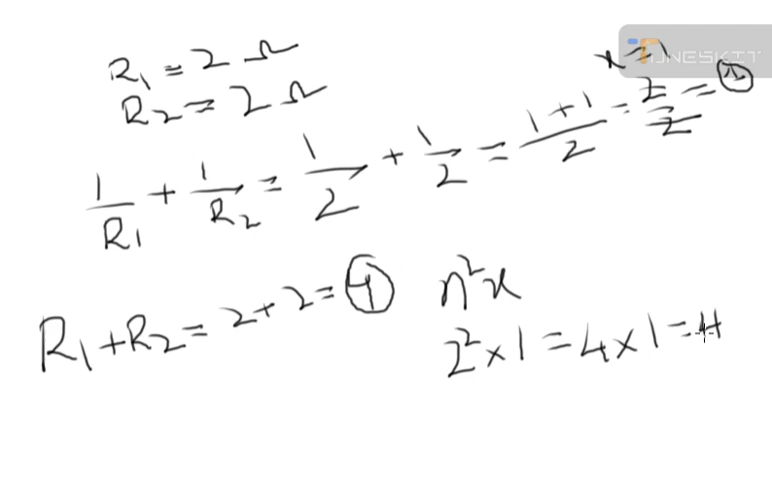 TUNESKIT
R₁ = 2 Ω
x = 1
R₂ = 2 Ω
1/R₁ + 1/R₂ = 1/2 + 1/2 = (1+1)/2 = 2/2 =
R₁ + R₂ = 2 + 2 = 4
n²x
2² × 1 = 4 × 1 = 4